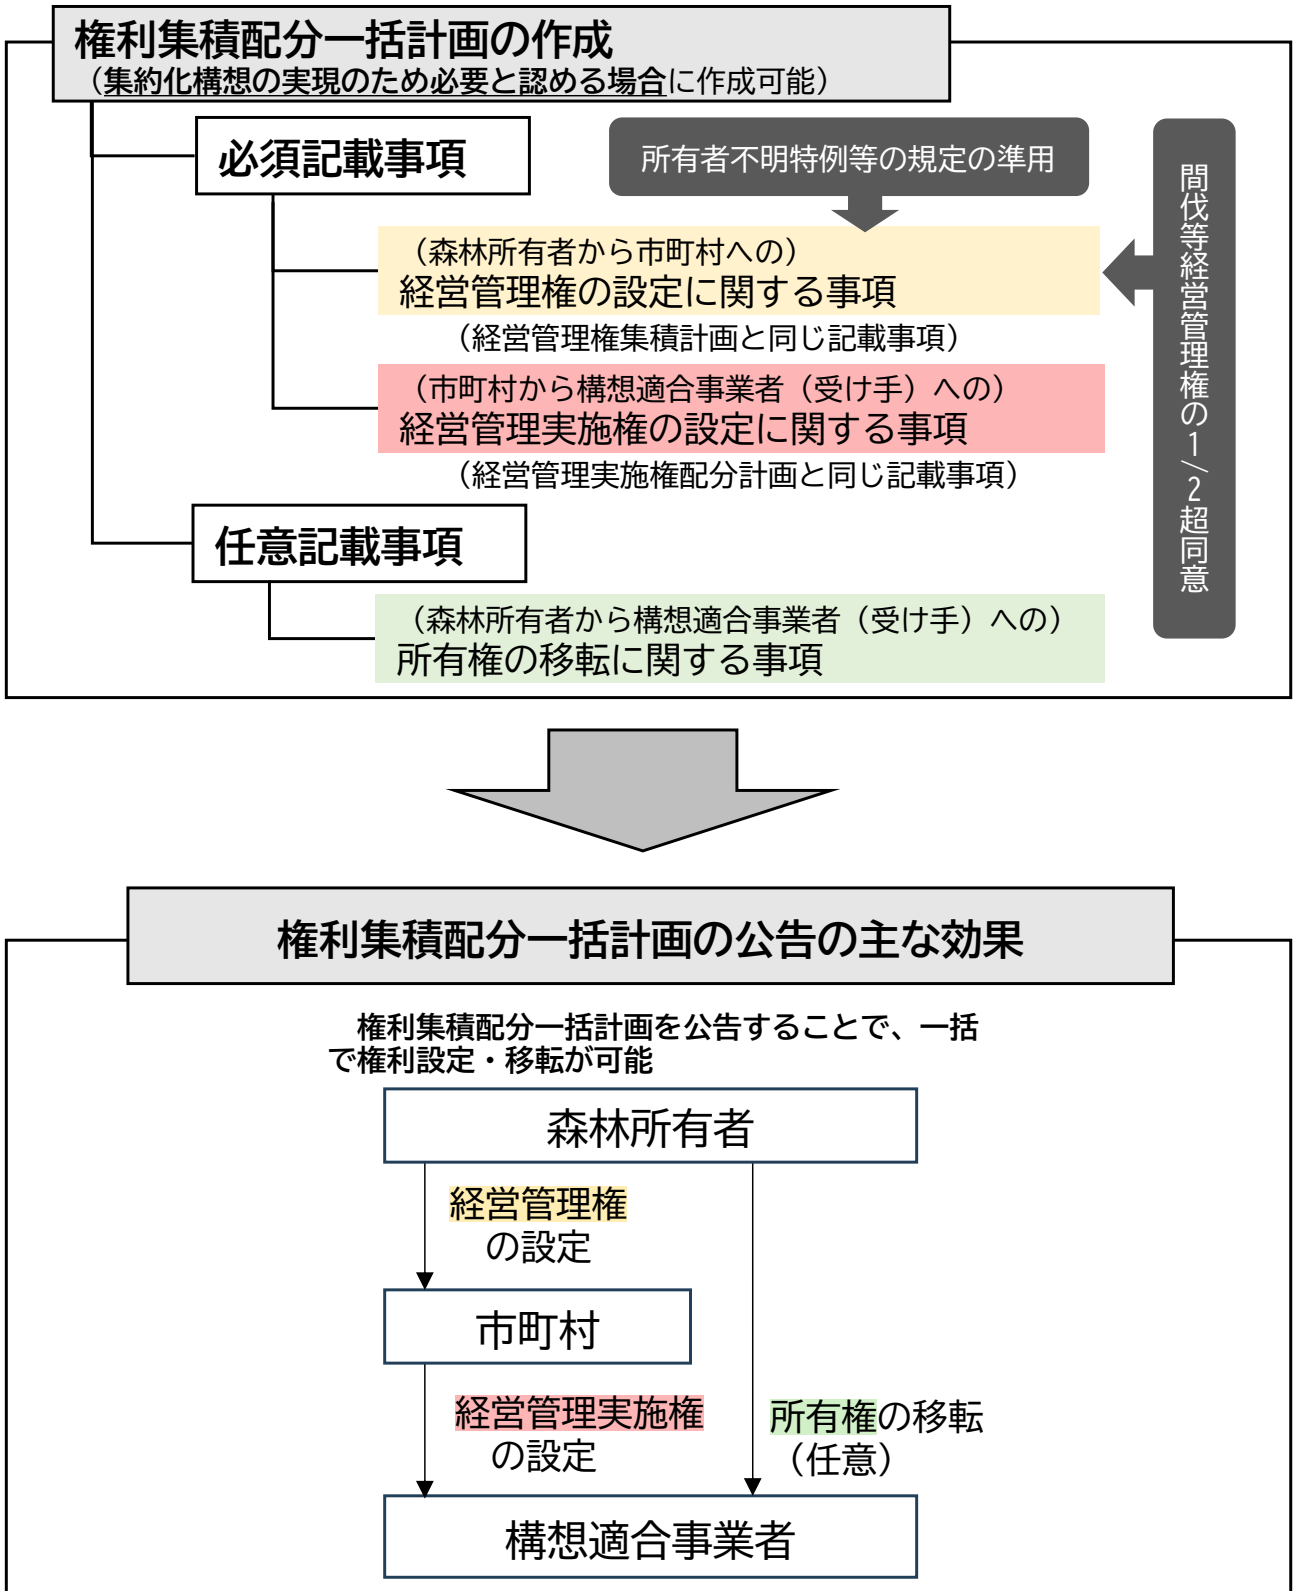 権利集積配分一括計画の作成
（集約化構想の実現のため必要と認める場合に作成可能）
必須記載事項
所有者不明特例等の規定の準用
（森林所有者から市町村への）
経営管理権の設定に関する事項
（経営管理権集積計画と同じ記載事項）
（市町村から構想適合事業者（受け手）への）
経営管理実施権の設定に関する事項
（経営管理実施権配分計画と同じ記載事項）
間伐等経営管理権の1/2超同意
任意記載事項
（森林所有者から構想適合事業者（受け手）への）
所有権の移転に関する事項
権利集積配分一括計画の公告の主な効果
権利集積配分一括計画を公告することで、一括
で権利設定・移転が可能
森林所有者
経営管理権
の設定
市町村
経営管理実施権
の設定
所有権の移転
（任意）
構想適合事業者